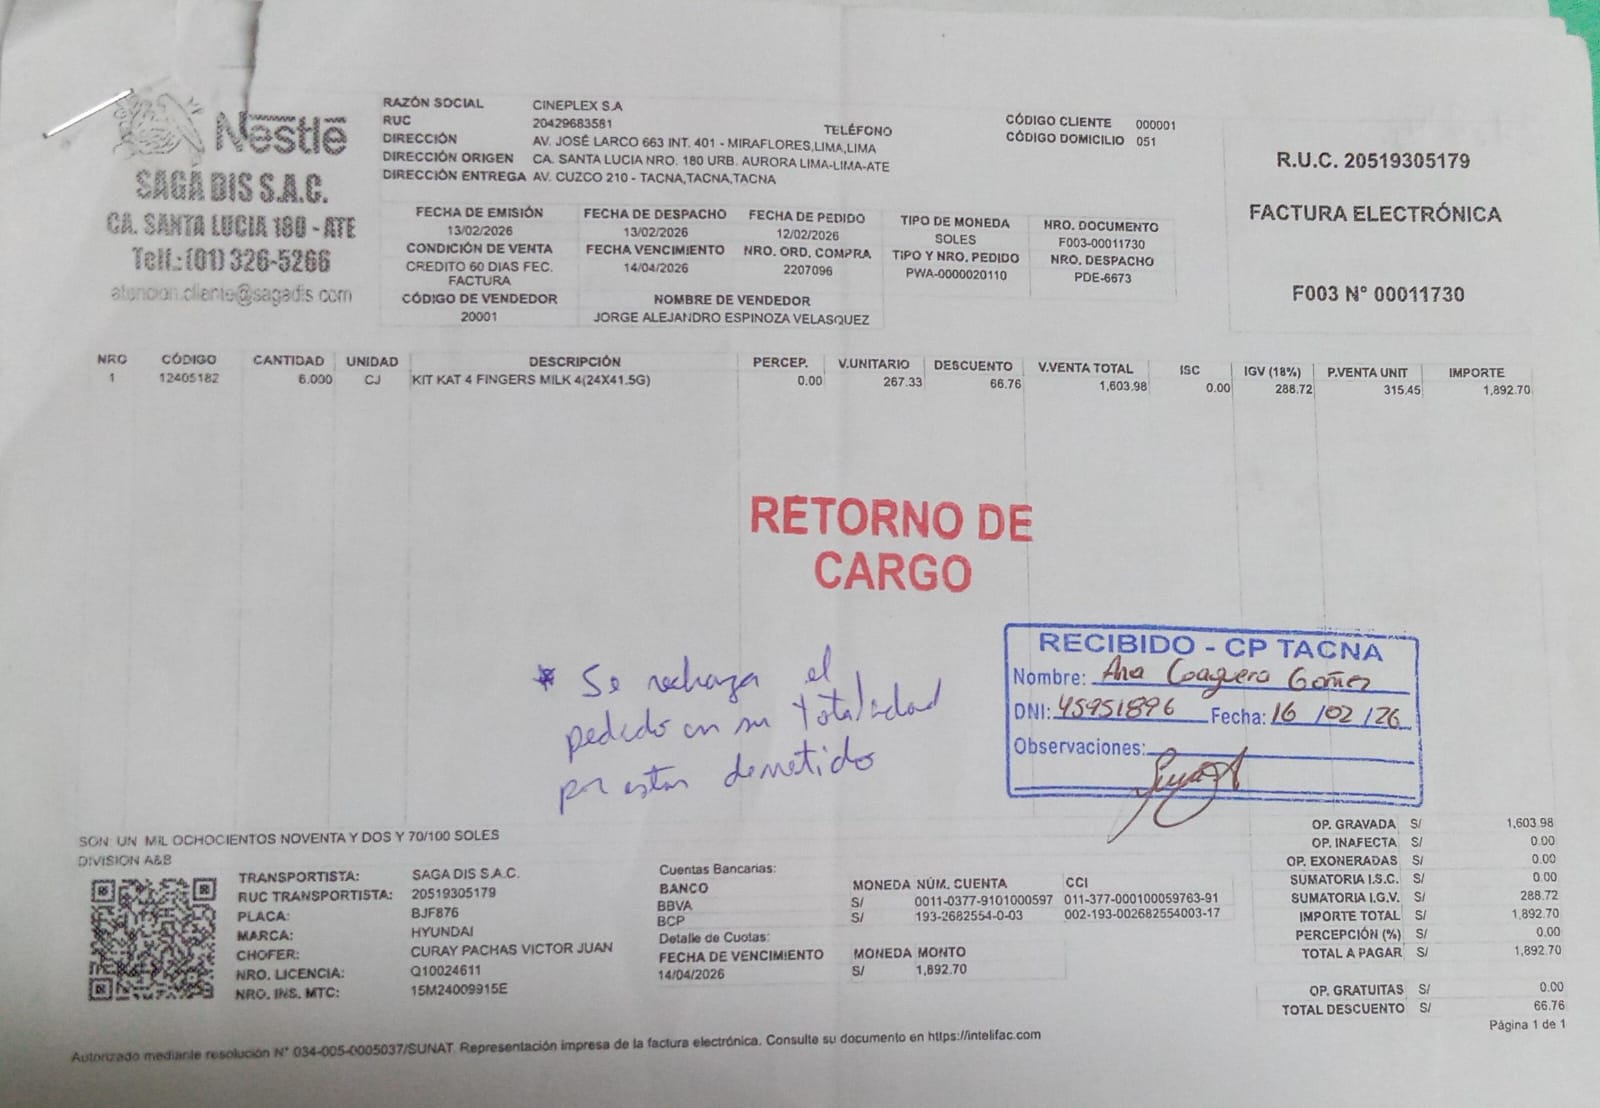 Nestlé
SAGA DIS S.A.C.
CA. SANTA LUCIA 180 - ATE
Telf.: (01) 326-5266
atencion.cliente@sagadis.com
RAZÓN SOCIAL CINEPLEX S.A
RUC 20429683581 TELÉFONO
DIRECCIÓN AV. JOSÉ LARCO 663 INT. 401 - MIRAFLORES,LIMA,LIMA
DIRECCIÓN ORIGEN CA. SANTA LUCIA NRO. 180 URB. AURORA LIMA-LIMA-ATE
DIRECCIÓN ENTREGA AV. CUZCO 210 - TACNA,TACNA,TACNA
CÓDIGO CLIENTE 000001
CÓDIGO DOMICILIO 051
R.U.C. 20519305179
FACTURA ELECTRÓNICA
F003 N° 00011730
FECHA DE EMISIÓN FECHA DE DESPACHO FECHA DE PEDIDO TIPO DE MONEDA NRO. DOCUMENTO
13/02/2026 13/02/2026 12/02/2026 SOLES F003-00011730
CONDICIÓN DE VENTA FECHA VENCIMIENTO NRO. ORD. COMPRA TIPO Y NRO. PEDIDO NRO. DESPACHO
CREDITO 60 DIAS FEC. FACTURA 14/04/2026 2207096 PWA-0000020110 PDE-6673
CÓDIGO DE VENDEDOR NOMBRE DE VENDEDOR
20001 JORGE ALEJANDRO ESPINOZA VELASQUEZ
NRO CÓDIGO CANTIDAD UNIDAD DESCRIPCIÓN PERCEP. V.UNITARIO DESCUENTO V.VENTA TOTAL ISC IGV (18%) P.VENTA UNIT IMPORTE
1 12405182 6.000 CJ KIT KAT 4 FINGERS MILK 4(24X41.5G) 0.00 267.33 66.76 1,603.98 0.00 288.72 315.45 1,892.70
RETORNO DE
CARGO
* Se rechaza el
pedido en su totalidad
por estar derretido
RECIBIDO - CP TACNA
Nombre: Ana Coaguera Gomez
DNI: 45951896 Fecha: 16/02/26
Observaciones:
SON: UN MIL OCHOCIENTOS NOVENTA Y DOS Y 70/100 SOLES
DIVISION A&B
TRANSPORTISTA: SAGA DIS S.A.C.
RUC TRANSPORTISTA: 20519305179
PLACA: BJF876
MARCA: HYUNDAI
CHOFER: CURAY PACHAS VICTOR JUAN
NRO. LICENCIA: Q10024611
NRO. INS. MTC: 15M24009915E
Cuentas Bancarias:
BANCO MONEDA NÚM. CUENTA CCI
BBVA S/ 0011-0377-9101000597 011-377-000100059763-91
BCP S/ 193-2682554-0-03 002-193-002682554003-17
Detalle de Cuotas:
FECHA DE VENCIMIENTO MONEDA MONTO
14/04/2026 S/ 1,892.70
OP. GRAVADA S/ 1,603.98
OP. INAFECTA S/ 0.00
OP. EXONERADAS S/ 0.00
SUMATORIA I.S.C. S/ 0.00
SUMATORIA I.G.V. S/ 288.72
IMPORTE TOTAL S/ 1,892.70
PERCEPCIÓN (%) S/ 0.00
TOTAL A PAGAR S/ 1,892.70
OP. GRATUITAS S/ 0.00
TOTAL DESCUENTO S/ 66.76
Página 1 de 1
Autorizado mediante resolución N° 034-005-0005037/SUNAT. Representación impresa de la factura electrónica. Consulte su documento en https://intelifac.com